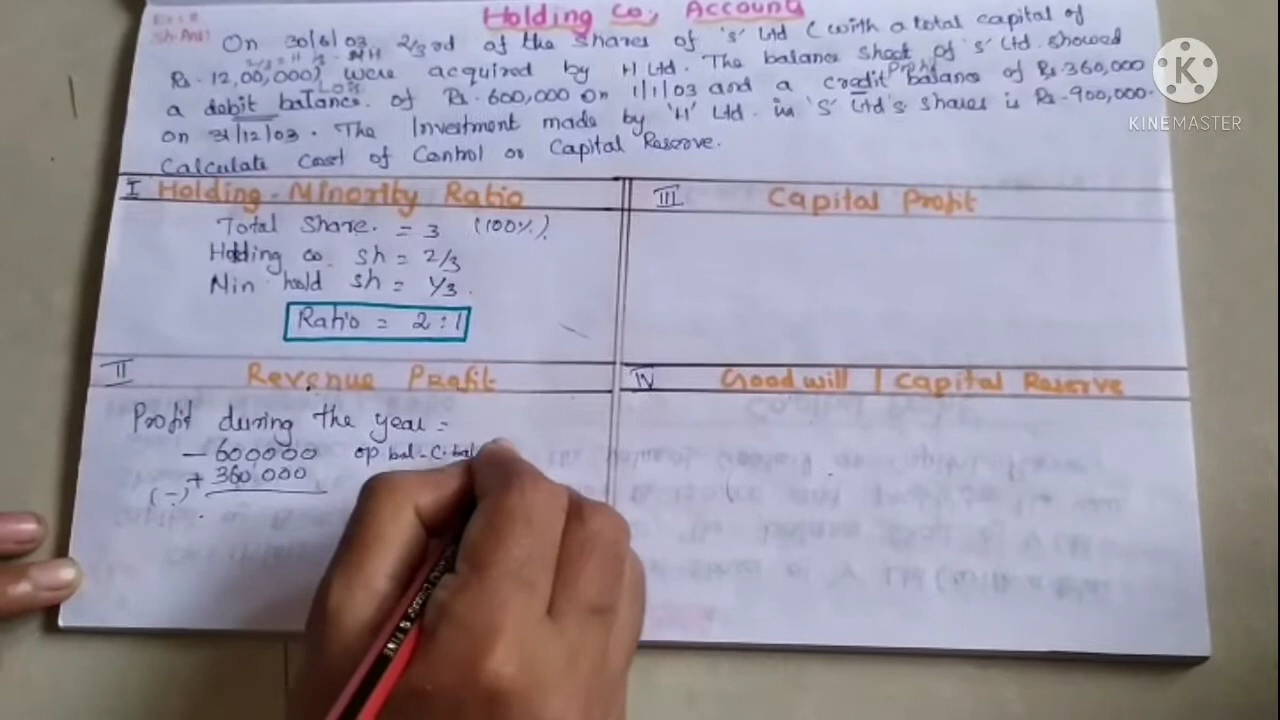 Holding Co; Account
On 30/6/03 2/3rd of the shares of 'S' Ltd (with a total capital of
Rs. 12,00,000) were acquired by H Ltd. The balance sheet of 'S' Ltd. showed
Loss
Profit
a debit balance. of Rs. 600,000 on 1/1/03 and a credit balance of Rs. 360,000
on 31/12/03. The Investment made by 'H' Ltd. in 'S' Ltd's shares is Rs. 900,000.
Calculate cost of Control or Capital Reserve.
KINEMASTER
I Holding - Minority Ratio
Total Share. = 3 (100%).
Holding co. sh = 2/3
Min hold sh = 1/3.
Ratio = 2:1
II Revenue Profit
Profit during the year =
- 600000 op bal - C. bal
+ 360 000
(-)
III Capital Profit
IV Goodwill / Capital Reserve